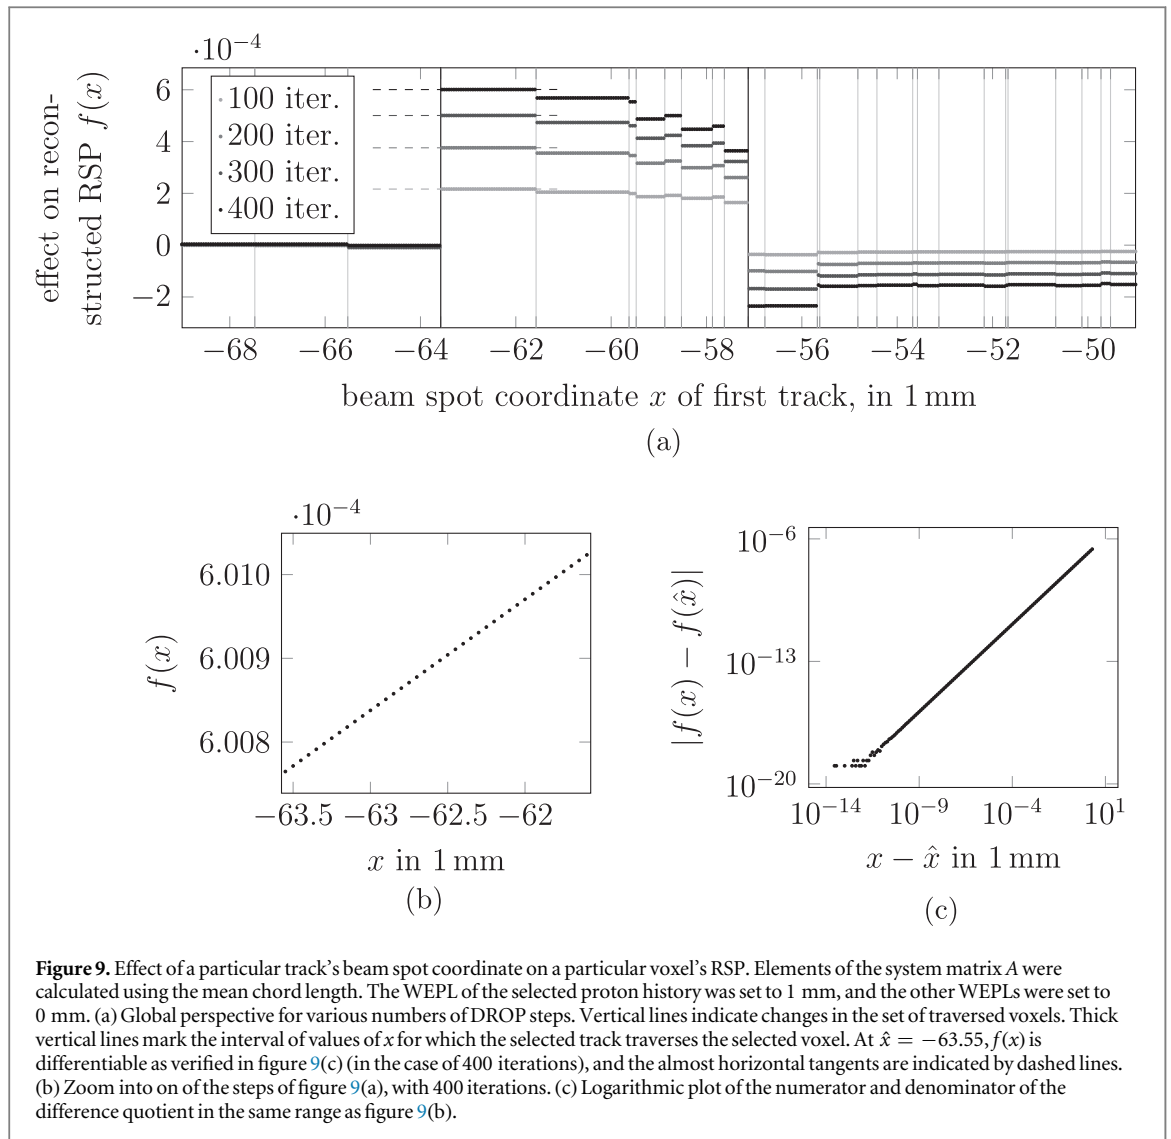 ·10⁻⁴
effect on recon-
structed RSP f(x)
6
4
2
0
−2
100 iter.
200 iter.
300 iter.
400 iter.
−68 −66 −64 −62 −60 −58 −56 −54 −52 −50
beam spot coordinate x of first track, in 1 mm
(a)
·10⁻⁴
f(x)
6.010
6.009
6.008
−63.5 −63 −62.5 −62
x in 1 mm
(b)
|f(x) − f(x̂)|
10⁻⁶
10⁻¹³
10⁻²⁰
10⁻¹⁴ 10⁻⁹ 10⁻⁴ 10¹
x − x̂ in 1 mm
(c)
Figure 9. Effect of a particular track's beam spot coordinate on a particular voxel's RSP. Elements of the system matrix A were
calculated using the mean chord length. The WEPL of the selected proton history was set to 1 mm, and the other WEPLs were set to
0 mm. (a) Global perspective for various numbers of DROP steps. Vertical lines indicate changes in the set of traversed voxels. Thick
vertical lines mark the interval of values of x for which the selected track traverses the selected voxel. At x̂ = −63.55, f(x) is
differentiable as verified in figure 9(c) (in the case of 400 iterations), and the almost horizontal tangents are indicated by dashed lines.
(b) Zoom into on of the steps of figure 9(a), with 400 iterations. (c) Logarithmic plot of the numerator and denominator of the
difference quotient in the same range as figure 9(b).